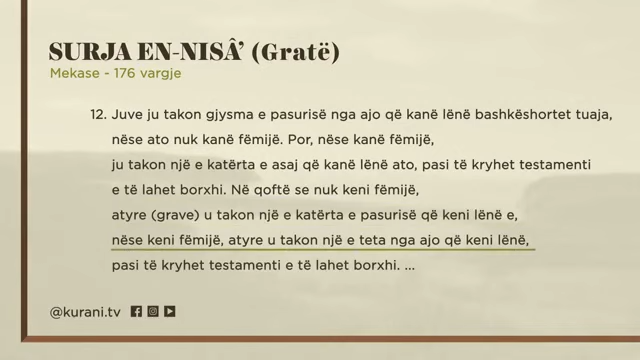 SURJA EN-NISÂ’ (Gratë)
Mekase - 176 vargje
12. Juve ju takon gjysma e pasurisë nga ajo që kanë lënë bashkëshortet tuaja,
nëse ato nuk kanë fëmijë. Por, nëse kanë fëmijë,
ju takon një e katërta e asaj që kanë lënë ato, pasi të kryhet testamenti
e të lahet borxhi. Në qoftë se nuk keni fëmijë,
atyre (grave) u takon një e katërta e pasurisë që keni lënë e,
nëse keni fëmijë, atyre u takon një e teta nga ajo që keni lënë,
pasi të kryhet testamenti e të lahet borxhi. ...
@kurani.tv